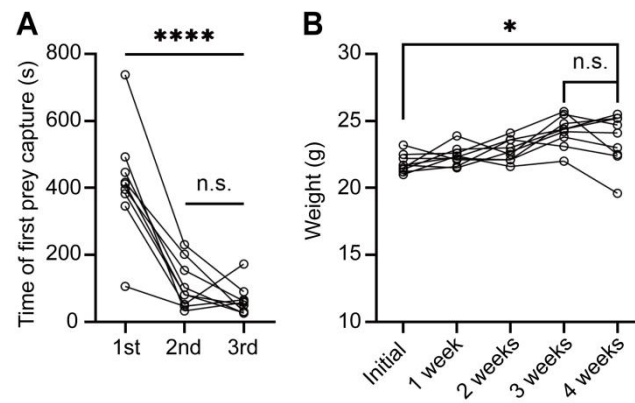 A
****
800
600
400
200
0
n.s.
Time of first prey capture (s)
1st 2nd 3rd
B
*
n.s.
30
25
20
15
10
Weight (g)
Initial
1 week
2 weeks
3 weeks
4 weeks